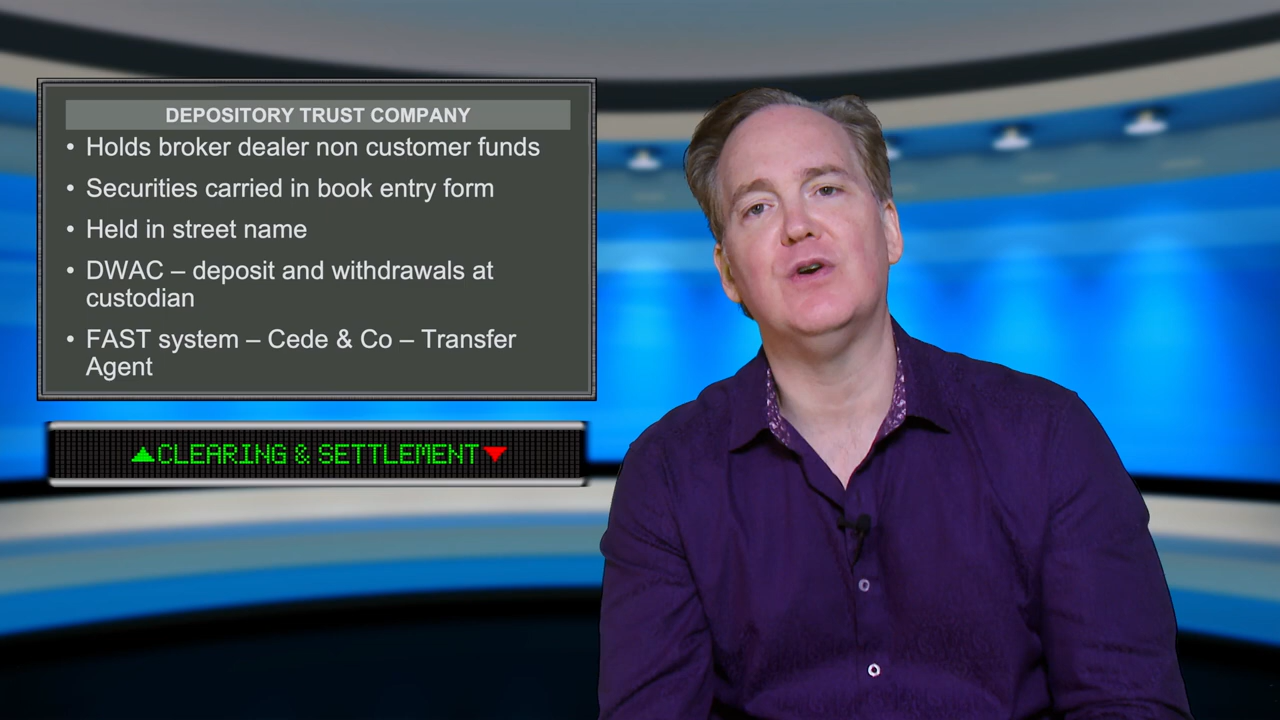 DEPOSITORY TRUST COMPANY
• Holds broker dealer non customer funds
• Securities carried in book entry form
• Held in street name
• DWAC – deposit and withdrawals at
custodian
• FAST system – Cede & Co – Transfer
Agent
▲CLEARING & SETTLEMENT▼